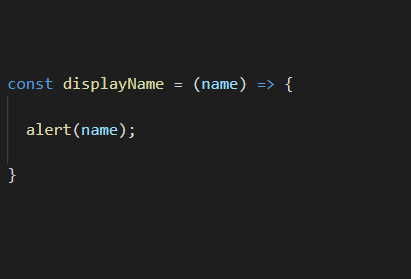 const displayName = (name) => {
alert(name);
}